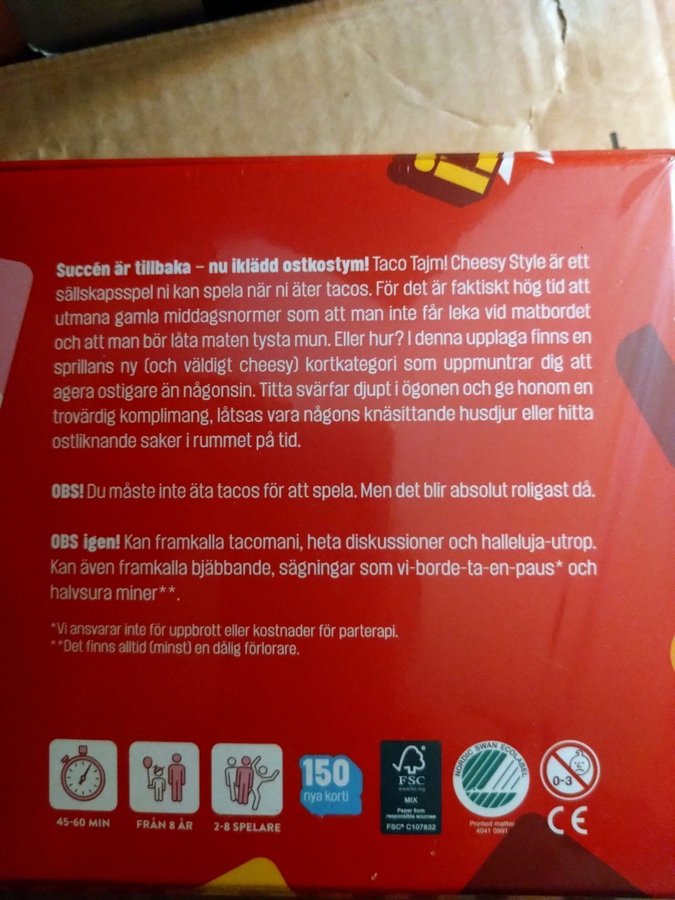 Succén är tillbaka – nu iklädd ostkostym! Taco Tajm! Cheesy Style är ett
sällskapsspel ni kan spela när ni äter tacos. För det är faktiskt hög tid att
utmana gamla middagsnormer som att man inte får leka vid matbordet
och att man bör låta maten tysta mun. Eller hur? I denna upplaga finns en
sprillans ny (och väldigt cheesy) kortkategori som uppmuntrar dig att
agera ostigare än någonsin. Titta svärfar djupt i ögonen och ge honom en
trovärdig komplimang, låtsas vara någons knäsittande husdjur eller hitta
ostliknande saker i rummet på tid.
OBS! Du måste inte äta tacos för att spela. Men det blir absolut roligast då.
OBS igen! Kan framkalla tacomani, heta diskussioner och halleluja-utrop.
Kan även framkalla bjäbbande, sägningar som vi-borde-ta-en-paus* och
halvsura miner**.
*Vi ansvarar inte för uppbrott eller kostnader för parterapi.
**Det finns alltid (minst) en dålig förlorare.
45-60 MIN
FRÅN 8 ÅR
2-8 SPELARE
150
nya kort!
FSC
www.fsc.org
MIX
Paper from
responsible sources
FSC® C107832
NORDIC SWAN ECOLABEL
Printed matter
4041 0991
0-3
CE